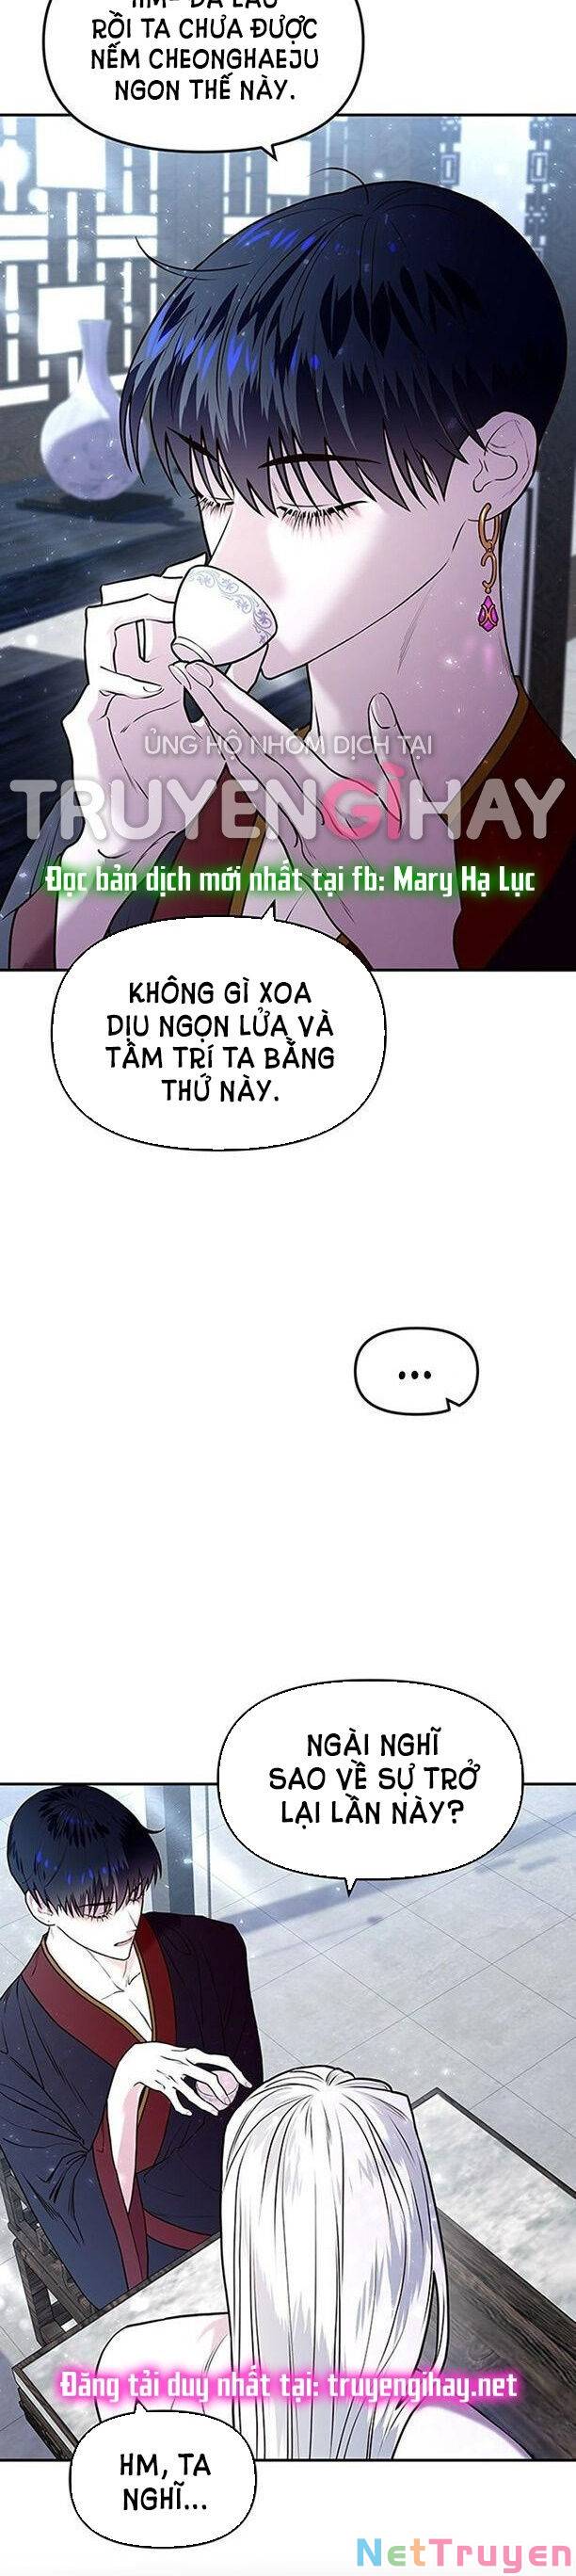 HM- ĐÃ LÂU
RỒI TA CHƯA ĐƯỢC
NẾM CHEONGHAEJU
NGON THẾ NÀY.
ỦNG HỘ NHÓM DỊCH TẠI
TRUYENGIHAY
Đọc bản dịch mới nhất tại fb: Mary Hạ Lục
KHÔNG GÌ XOA
DỊU NGỌN LỬA VÀ
TÂM TRÍ TA BẰNG
THỨ NÀY.
...
NGÀI NGHĨ
SAO VỀ SỰ TRỞ
LẠI LẦN NÀY?
Đăng tải duy nhất tại : truyengihay.net
HM, TA
NGHĨ...
NetTruyen